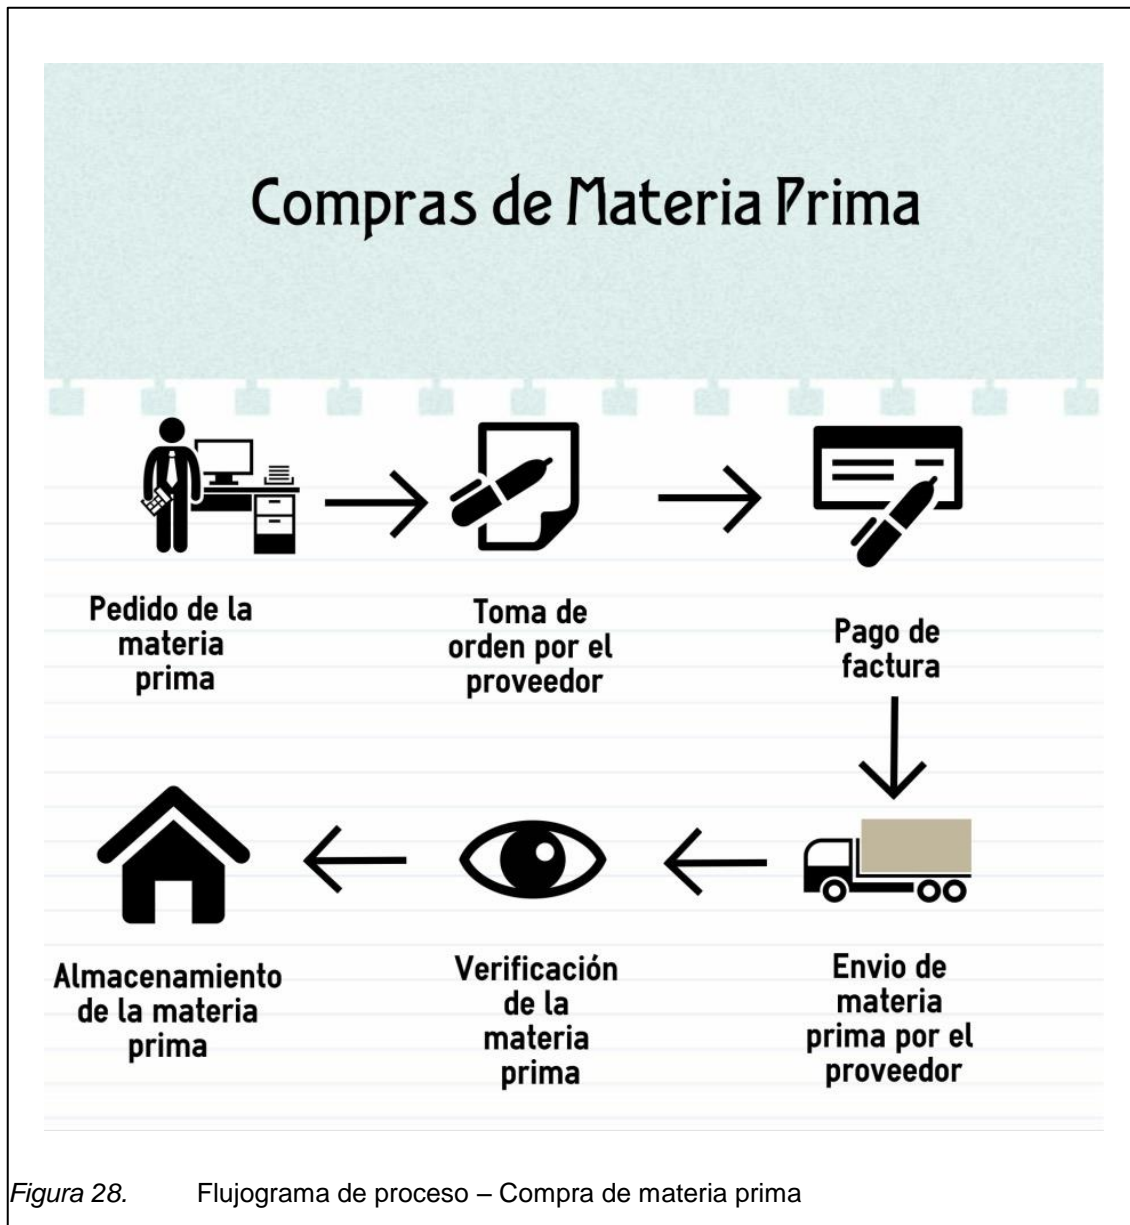 Compras de Materia Prima
Pedido de la
materia
prima
Toma de
orden por el
proveedor
Pago de
factura
Almacenamiento
de la materia
prima
Verificación
de la
materia
prima
Envio de
materia
prima por el
proveedor
Figura 28. Flujograma de proceso – Compra de materia prima